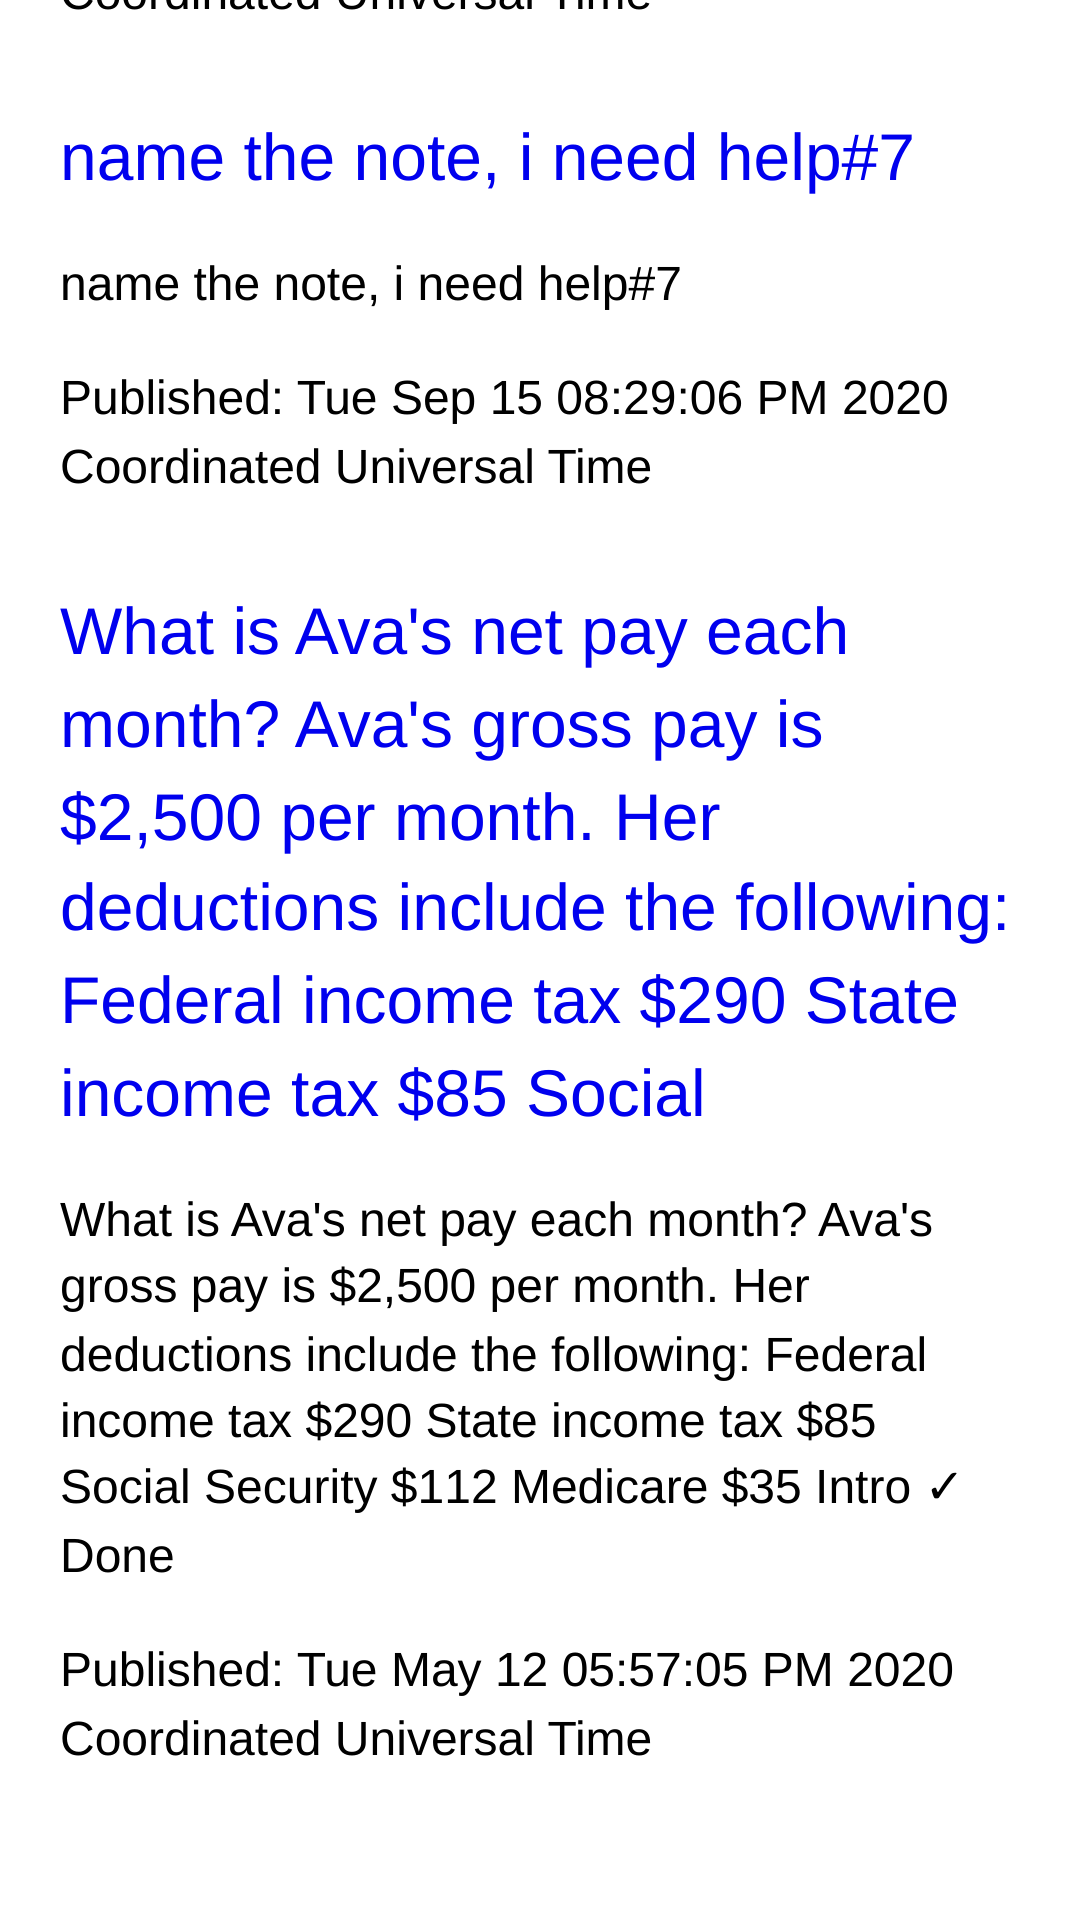 Coordinated Universal Time
name the note, i need help#7
name the note, i need help#7
Published: Tue Sep 15 08:29:06 PM 2020
Coordinated Universal Time
What is Ava's net pay each
month? Ava's gross pay is
$2,500 per month. Her
deductions include the following:
Federal income tax $290 State
income tax $85 Social
What is Ava's net pay each month? Ava's
gross pay is $2,500 per month. Her
deductions include the following: Federal
income tax $290 State income tax $85
Social Security $112 Medicare $35 Intro ✓
Done
Published: Tue May 12 05:57:05 PM 2020
Coordinated Universal Time